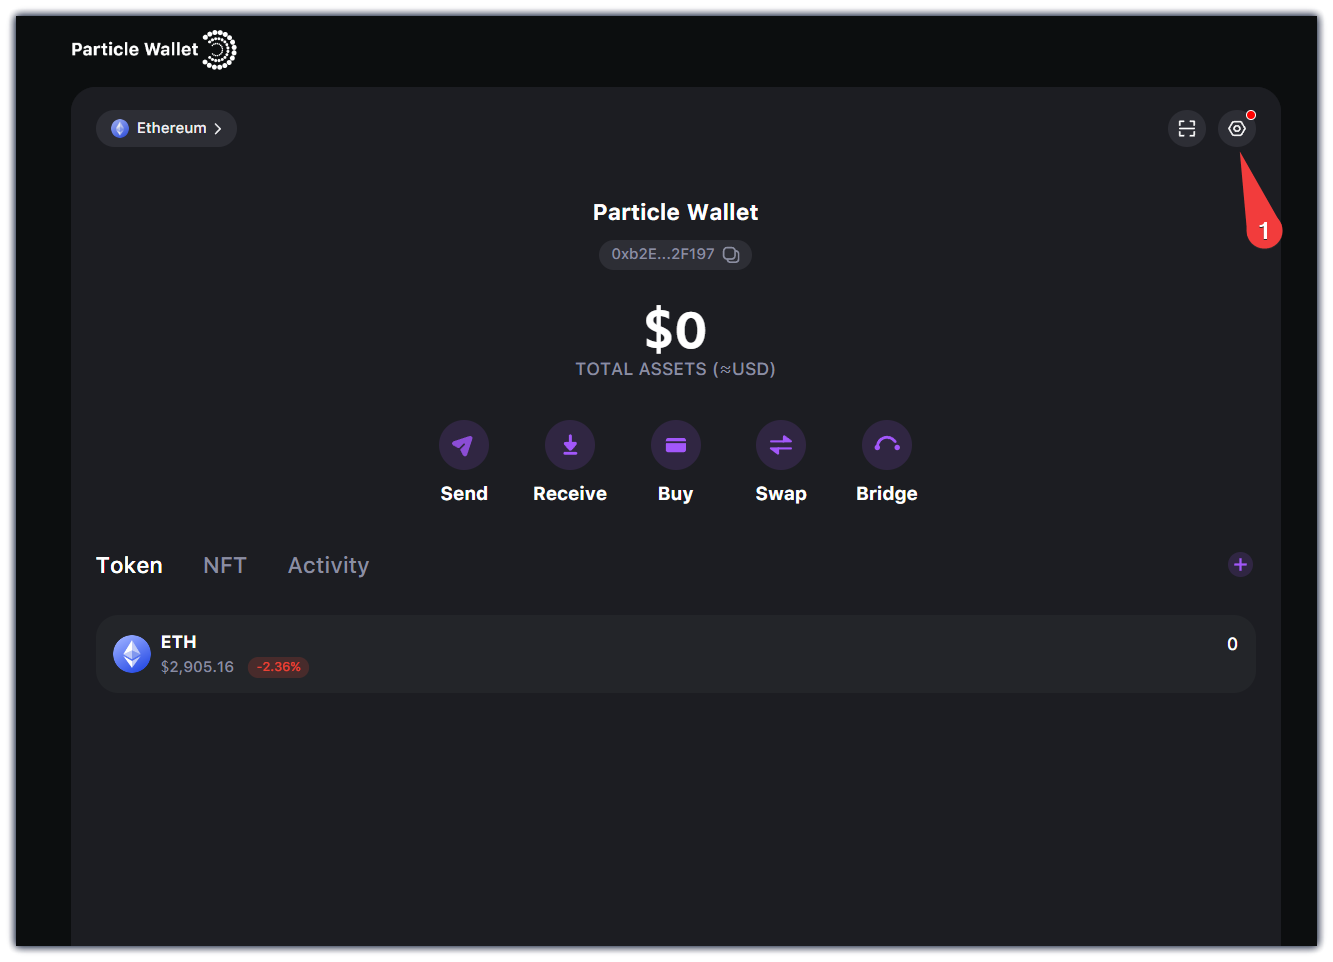 Particle Wallet
Ethereum
1
Particle Wallet
0xb2E...2F197
$0
TOTAL ASSETS (≈USD)
Send Receive Buy Swap Bridge
Token NFT Activity
ETH
0
$2,905.16 -2.36%